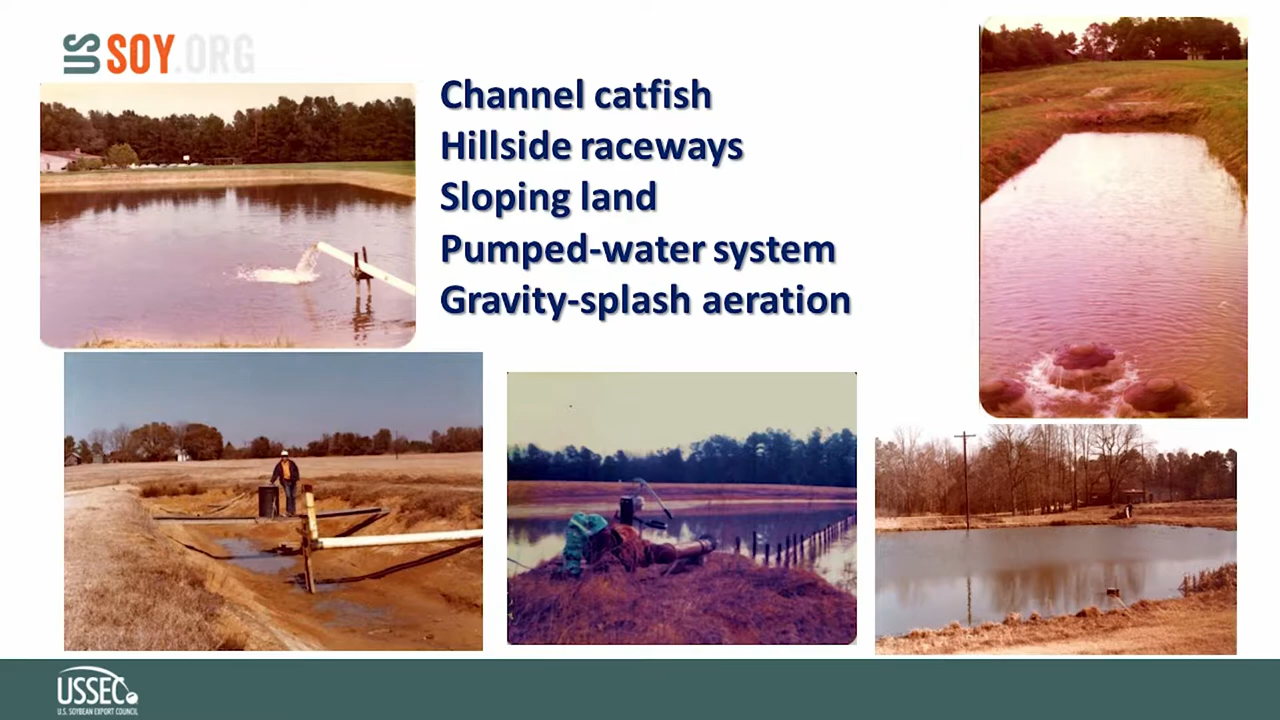 US SOY.ORG
Channel catfish
Hillside raceways
Sloping land
Pumped-water system
Gravity-splash aeration
USSEC
U.S. SOYBEAN EXPORT COUNCIL